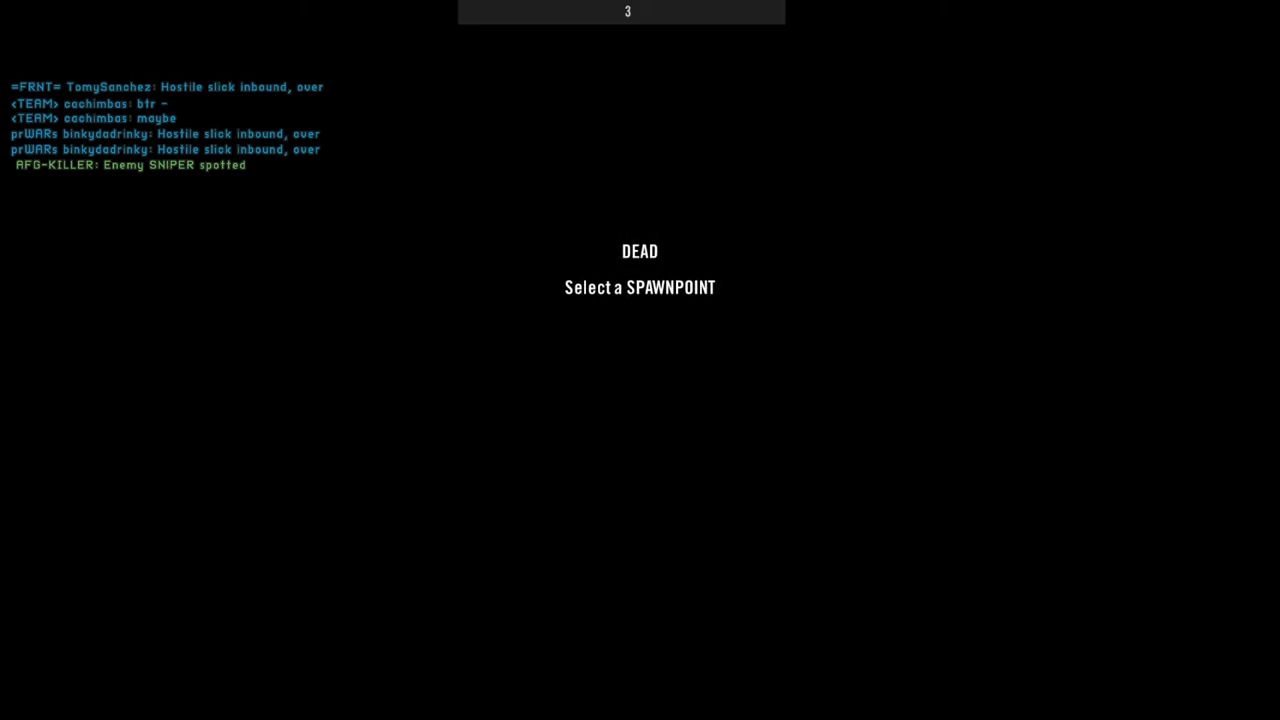 3
=FRNT= TomySanchez: Hostile slick inbound, over
<TEAM> cachimbas: btr -
<TEAM> cachimbas: maybe
prWARs binkydadrinky: Hostile slick inbound, over
prWARs binkydadrinky: Hostile slick inbound, over
AFG-KILLER: Enemy SNIPER spotted
DEAD
Select a SPAWNPOINT